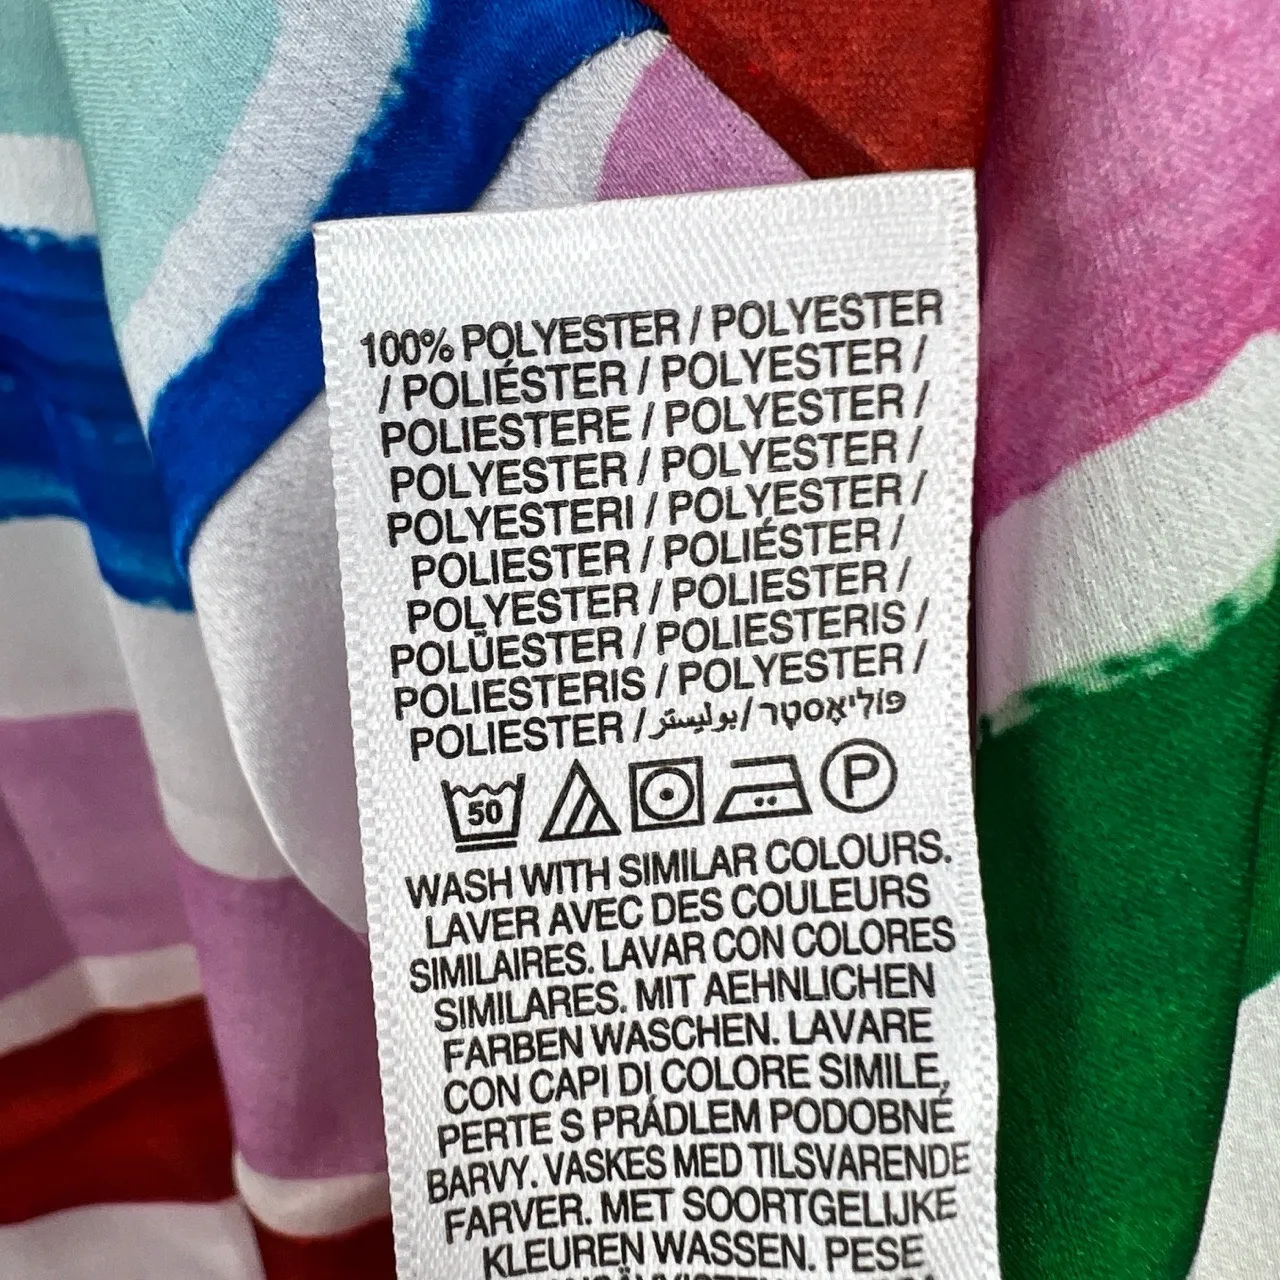 100% POLYESTER / POLYESTER
/ POLIÉSTER / POLYESTER /
POLIESTERE / POLYESTER /
POLYESTER / POLYESTER /
POLYESTERI / POLYESTER /
POLIESTER / POLIÉSTER /
POLYESTER / POLIESTER /
POLÜESTER / POLIESTERIS /
POLIESTERIS / POLYESTER /
POLIESTER / بوليستر / פּוֹלִיאֶסְטֶר
50 P
WASH WITH SIMILAR COLOURS.
LAVER AVEC DES COULEURS
SIMILAIRES. LAVAR CON COLORES
SIMILARES. MIT AEHNLICHEN
FARBEN WASCHEN. LAVARE
CON CAPI DI COLORE SIMILE,
PERTE S PRÁDLEM PODOBNÉ
BARVY. VASKES MED TILSVARENDE
FARVER. MET SOORTGELIJKE
KLEUREN WASSEN. PESE